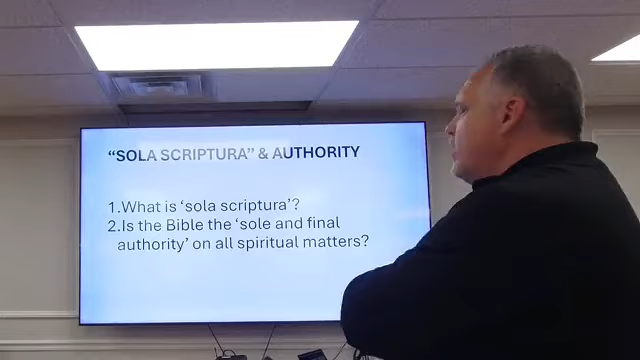 “SOLA SCRIPTURA” & AUTHORITY
1.What is ‘sola scriptura’?
2.Is the Bible the ‘sole and final
authority’ on all spiritual matters?